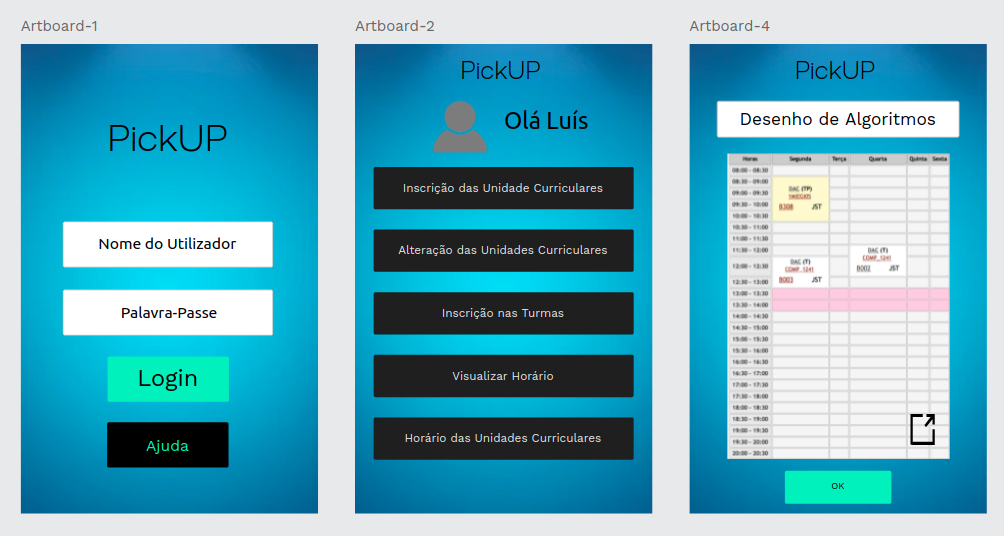 Artboard-1
PickUP
Nome do Utilizador
Palavra-Passe
Login
Ajuda
Artboard-2
PickUP
Olá Luís
Inscrição das Unidade Curriculares
Alteração das Unidades Curriculares
Inscrição nas Turmas
Visualizar Horário
Horário das Unidades Curriculares
Artboard-4
PickUP
Desenho de Algoritmos
Horas Segunda Terça Quarta Quinta Sexta
08:00 - 08:30
08:30 - 09:00
09:00 - 09:30 DAC (TP)
09:30 - 10:00 B308 JST
10:00 - 10:30
10:30 - 11:00
11:00 - 11:30
11:30 - 12:00 DAC (T)
COMP_1241
12:00 - 12:30 DAC (T) B002 JST
COMP_1241
12:30 - 13:00 B003 JST
13:00 - 13:30
13:30 - 14:00
14:00 - 14:30
14:30 - 15:00
15:00 - 15:30
15:30 - 16:00
16:00 - 16:30
16:30 - 17:00
17:00 - 17:30
17:30 - 18:00
18:00 - 18:30
18:30 - 19:00
19:00 - 19:30
19:30 - 20:00
20:00 - 20:30
OK